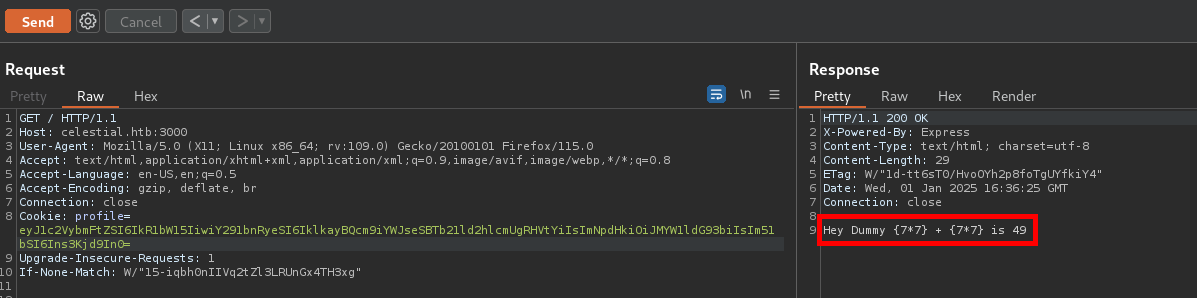 Send Cancel < ▾ > ▾
Request
Pretty Raw Hex \n
1 GET / HTTP/1.1
2 Host: celestial.htb:3000
3 User-Agent: Mozilla/5.0 (X11; Linux x86_64; rv:109.0) Gecko/20100101 Firefox/115.0
4 Accept: text/html,application/xhtml+xml,application/xml;q=0.9,image/avif,image/webp,*/*;q=0.8
5 Accept-Language: en-US,en;q=0.5
6 Accept-Encoding: gzip, deflate, br
7 Connection: close
8 Cookie: profile=
eyJ1c2VybmFtZSI6IkR1bW15IiwiY291bnRyeSI6IklkayBQcm9iYWJseSBTb21ld2hlcmUgRHVtYiIsImNpdHkiOiJMYW1ldG93biIsIm51
bSI6Ins3Kjd9In0=
9 Upgrade-Insecure-Requests: 1
10 If-None-Match: W/"15-iqbh0nIIVq2tZl3LRUnGx4TH3xg"
11
12
Response
Pretty Raw Hex Render
1 HTTP/1.1 200 OK
2 X-Powered-By: Express
3 Content-Type: text/html; charset=utf-8
4 Content-Length: 29
5 ETag: W/"1d-tt6sT0/HvoOYh2p8foTgUYfkiY4"
6 Date: Wed, 01 Jan 2025 16:36:25 GMT
7 Connection: close
8
9 Hey Dummy {7*7} + {7*7} is 49